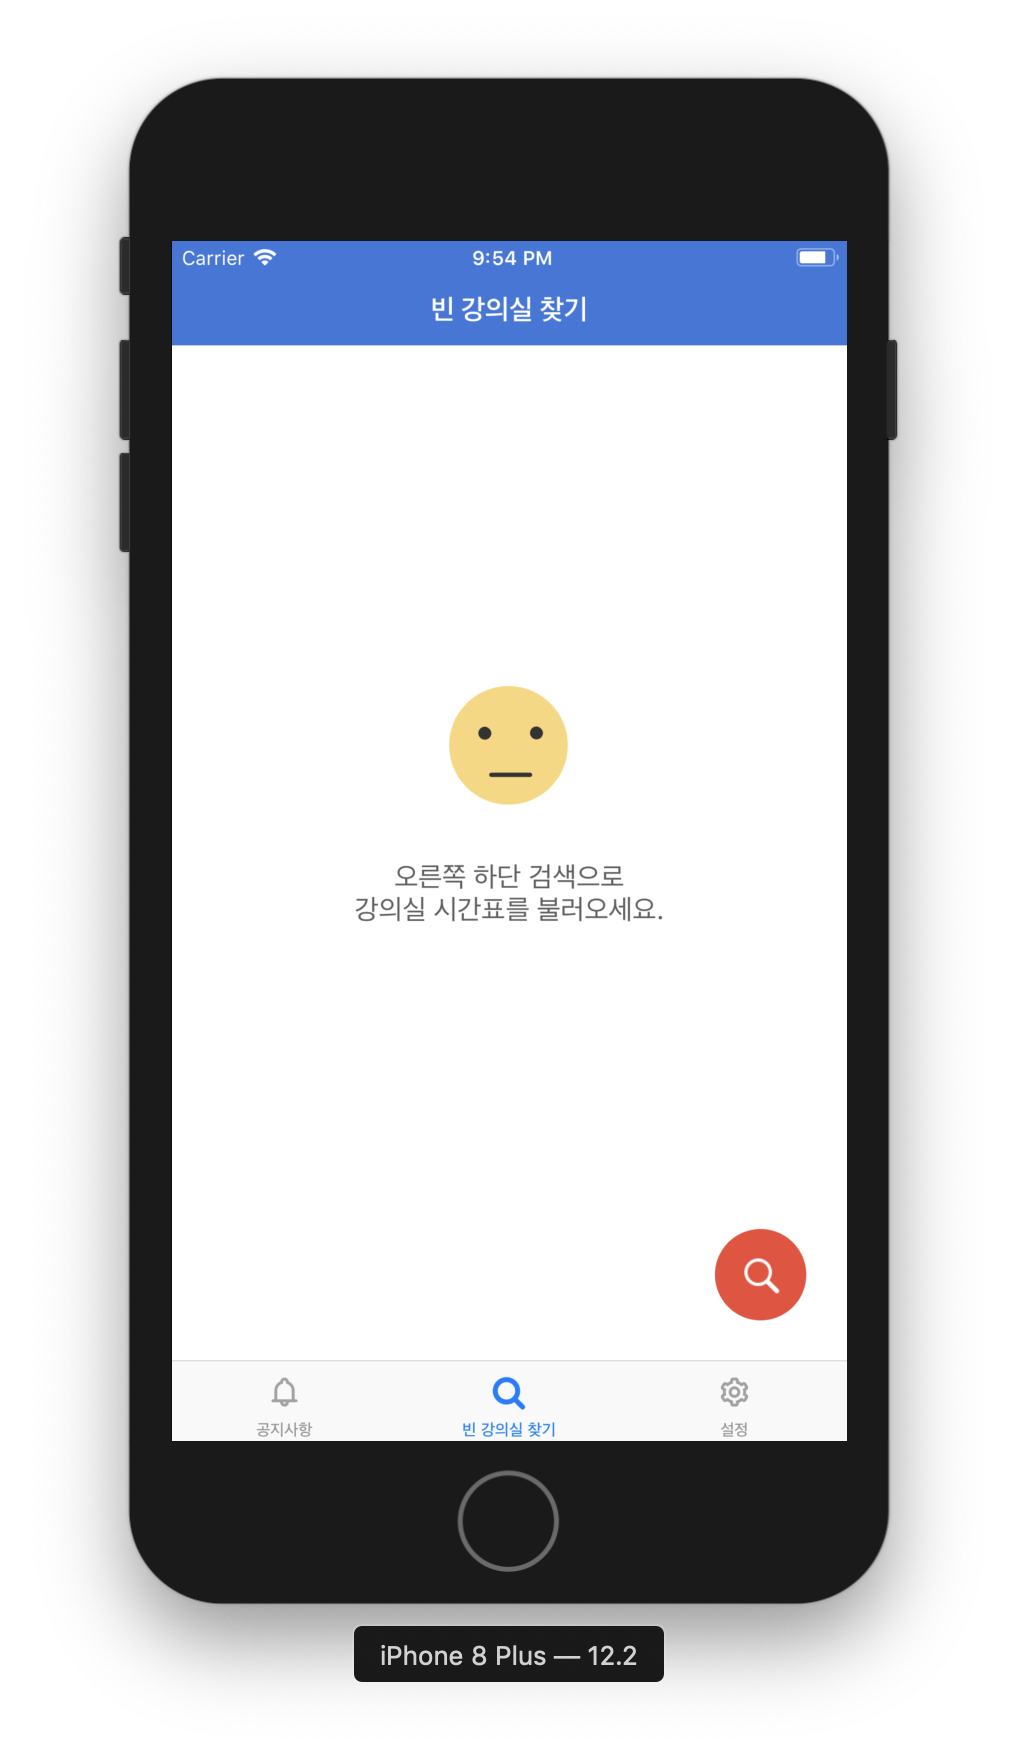 Carrier 9:54 PM
빈 강의실 찾기
오른쪽 하단 검색으로
강의실 시간표를 불러오세요.
공지사항 빈 강의실 찾기 설정
iPhone 8 Plus — 12.2